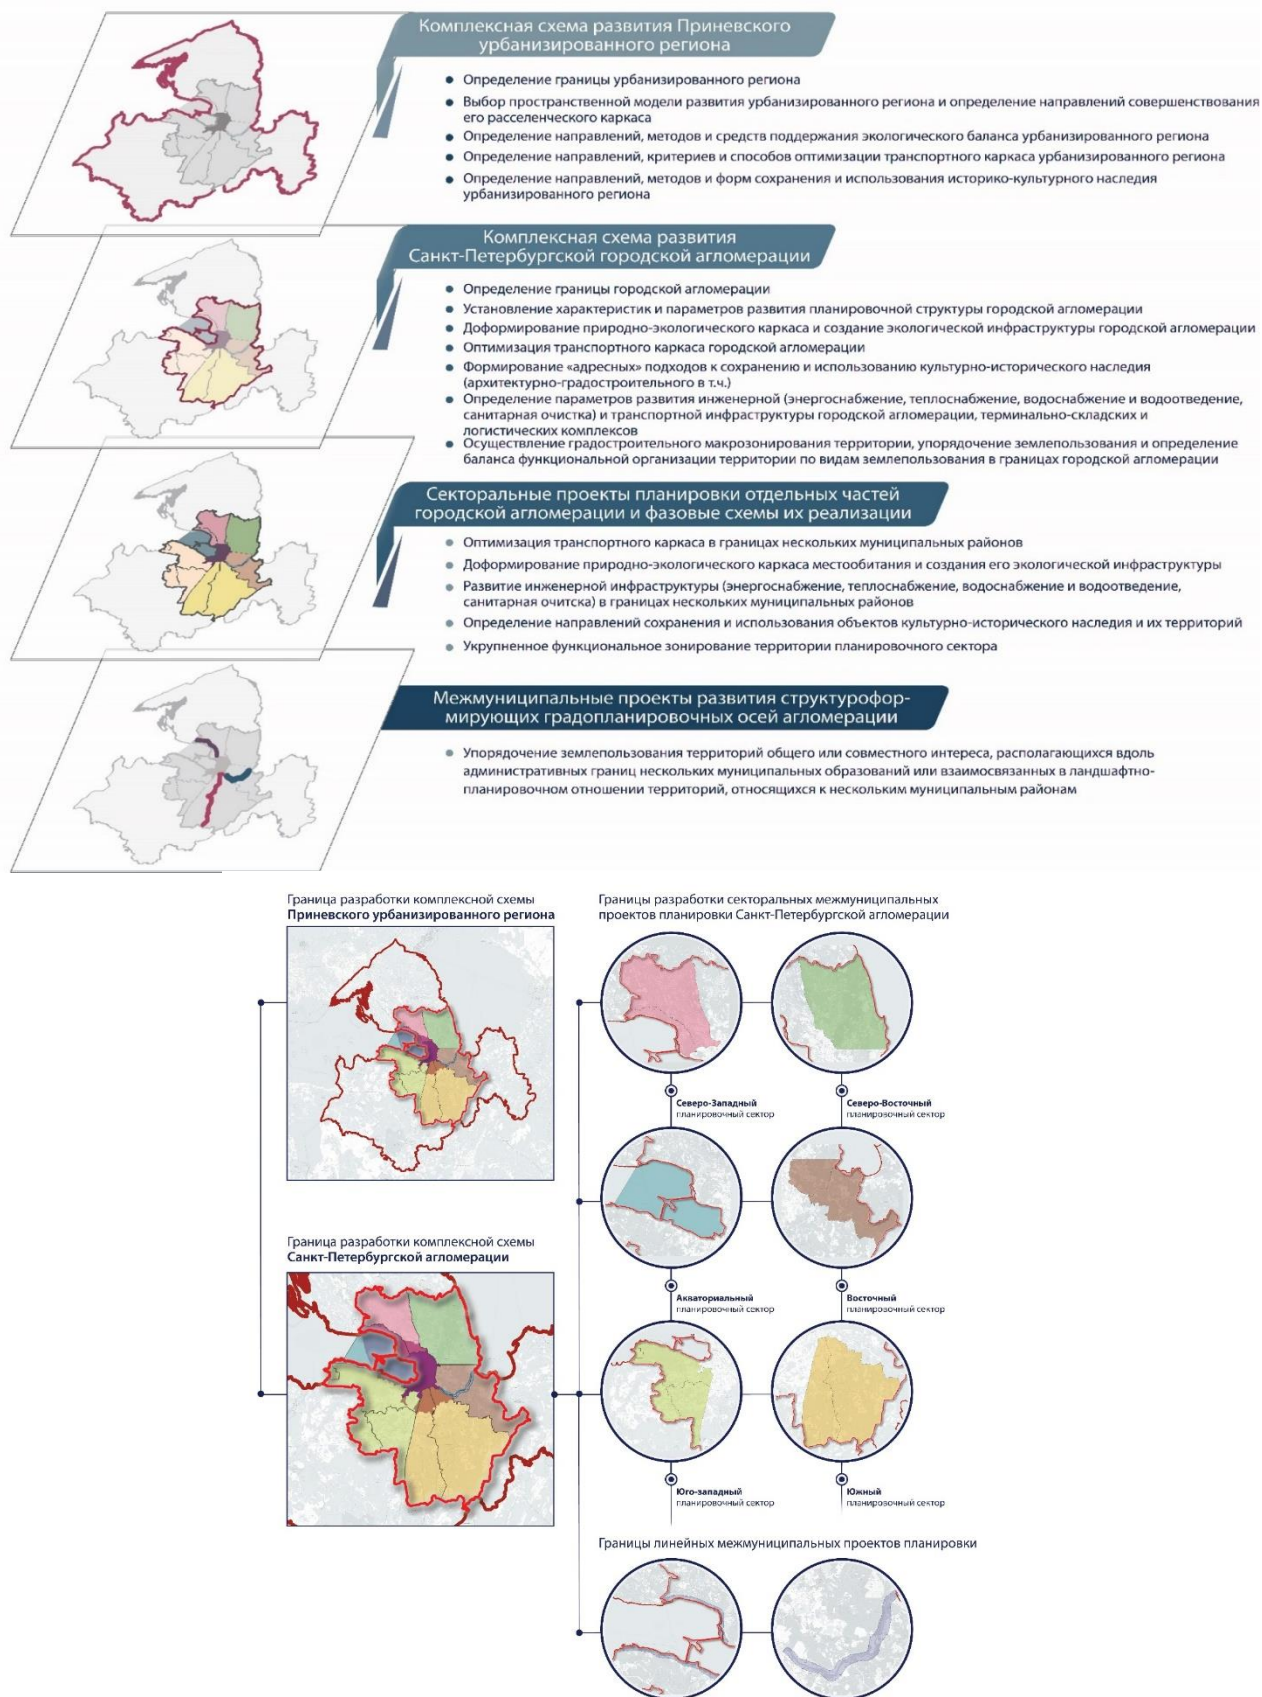 Комплексная схема развития Приневского
урбанизированного региона
Определение границы урбанизированного региона
Выбор пространственной модели развития урбанизированного региона и определение направлений совершенствования
его расселенческого каркаса
Определение направлений, методов и средств поддержания экологического баланса урбанизированного региона
Определение направлений, критериев и способов оптимизации транспортного каркаса урбанизированного региона
Определение направлений, методов и форм сохранения и использования историко-культурного наследия
урбанизированного региона
Комплексная схема развития
Санкт-Петербургской городской агломерации
Определение границы городской агломерации
Установление характеристик и параметров развития планировочной структуры городской агломерации
Доформирование природно-экологического каркаса и создание экологической инфраструктуры городской агломерации
Оптимизация транспортного каркаса городской агломерации
Формирование «адресных» подходов к сохранению и использованию культурно-исторического наследия
(архитектурно-градостроительного в т.ч.)
Определение параметров развития инженерной (энергоснабжение, теплоснабжение, водоснабжение и водоотведение,
санитарная очистка) и транспортной инфраструктуры городской агломерации, терминально-складских и
логистических комплексов
Осуществление градостроительного макрозонирования территории, упорядочение землепользования и определение
баланса функциональной организации территории по видам землепользования в границах городской агломерации
Секторальные проекты планировки отдельных частей
городской агломерации и фазовые схемы их реализации
Оптимизация транспортного каркаса в границах нескольких муниципальных районов
Доформирование природно-экологического каркаса местообитания и создания его экологической инфраструктуры
Развитие инженерной инфраструктуры (энергоснабжение, теплоснабжение, водоснабжение и водоотведение,
санитарная очитска) в границах нескольких муниципальных районов
Определение направлений сохранения и использования объектов культурно-исторического наследия и их территорий
Укрупненное функциональное зонирование территории планировочного сектора
Межмуниципальные проекты развития структурофор-
мирующих градопланировочных осей агломерации
Упорядочение землепользования территорий общего или совместного интереса, располагающихся вдоль
административных границ нескольких муниципальных образований или взаимосвязанных в ландшафтно-
планировочном отношении территорий, относящихся к нескольким муниципальным районам
Граница разработки комплексной схемы
Приневского урбанизированного региона
Границы разработки секторальных межмуниципальных
проектов планировки Санкт-Петербургской агломерации
Северо-Западный
планировочный сектор
Северо-Восточный
планировочный сектор
Граница разработки комплексной схемы
Санкт-Петербургской агломерации
Акваториальный
планировочный сектор
Восточный
планировочный сектор
Юго-западный
планировочный сектор
Южный
планировочный сектор
Границы линейных межмуниципальных проектов планировки